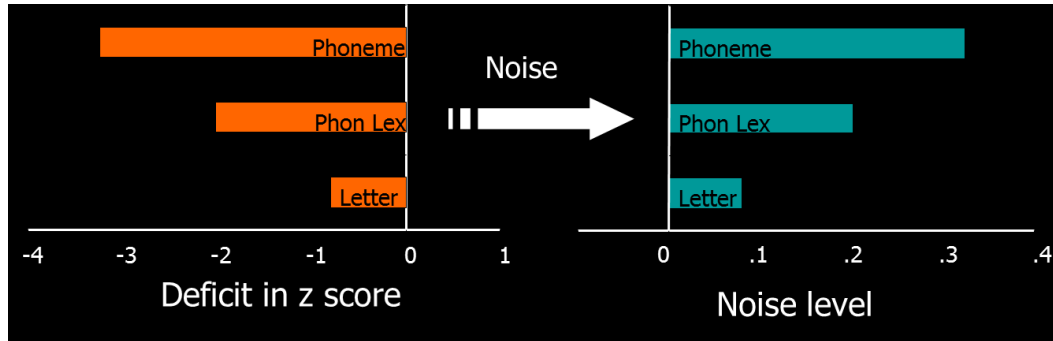 Phoneme
Phon Lex
Letter
-4 -3 -2 -1 0 1
Deficit in z score
Noise
Phoneme
Phon Lex
Letter
0 .1 .2 .3 .4
Noise level